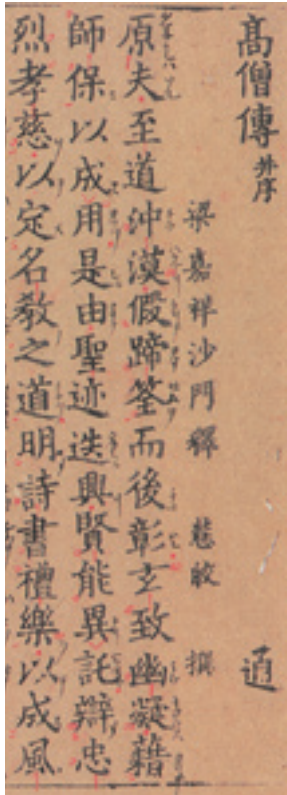 高僧傳并序 通
梁嘉祥沙門釋 慧皎 撰
原夫至道沖漠假蹄筌而後彰玄致幽凝藉
師保以成用是由聖迹迭興賢能異託辯忠
烈孝慈以定名教之道明詩書禮樂以成風